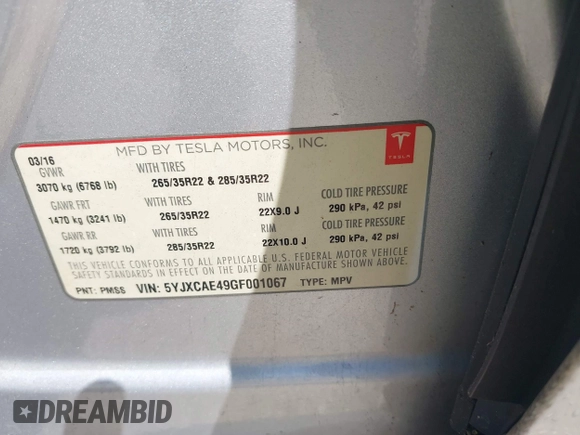 MFD BY TESLA MOTORS, INC.
TESLA
03/16
GVWR WITH TIRES
3070 kg (6768 lb) 265/35R22 & 285/35R22
GAWR FRT WITH TIRES RIM COLD TIRE PRESSURE
1470 kg (3241 lb) 265/35R22 22X9.0 J 290 kPa, 42 psi
GAWR RR WITH TIRES RIM COLD TIRE PRESSURE
1720 kg (3792 lb) 285/35R22 22X10.0 J 290 kPa, 42 psi
THIS VEHICLE CONFORMS TO ALL APPLICABLE U.S. FEDERAL MOTOR VEHICLE
SAFETY STANDARDS IN EFFECT ON THE DATE OF MANUFACTURE SHOWN ABOVE.
PNT: PMSS VIN: 5YJXCAE49GF001067 TYPE: MPV
DREAMBID